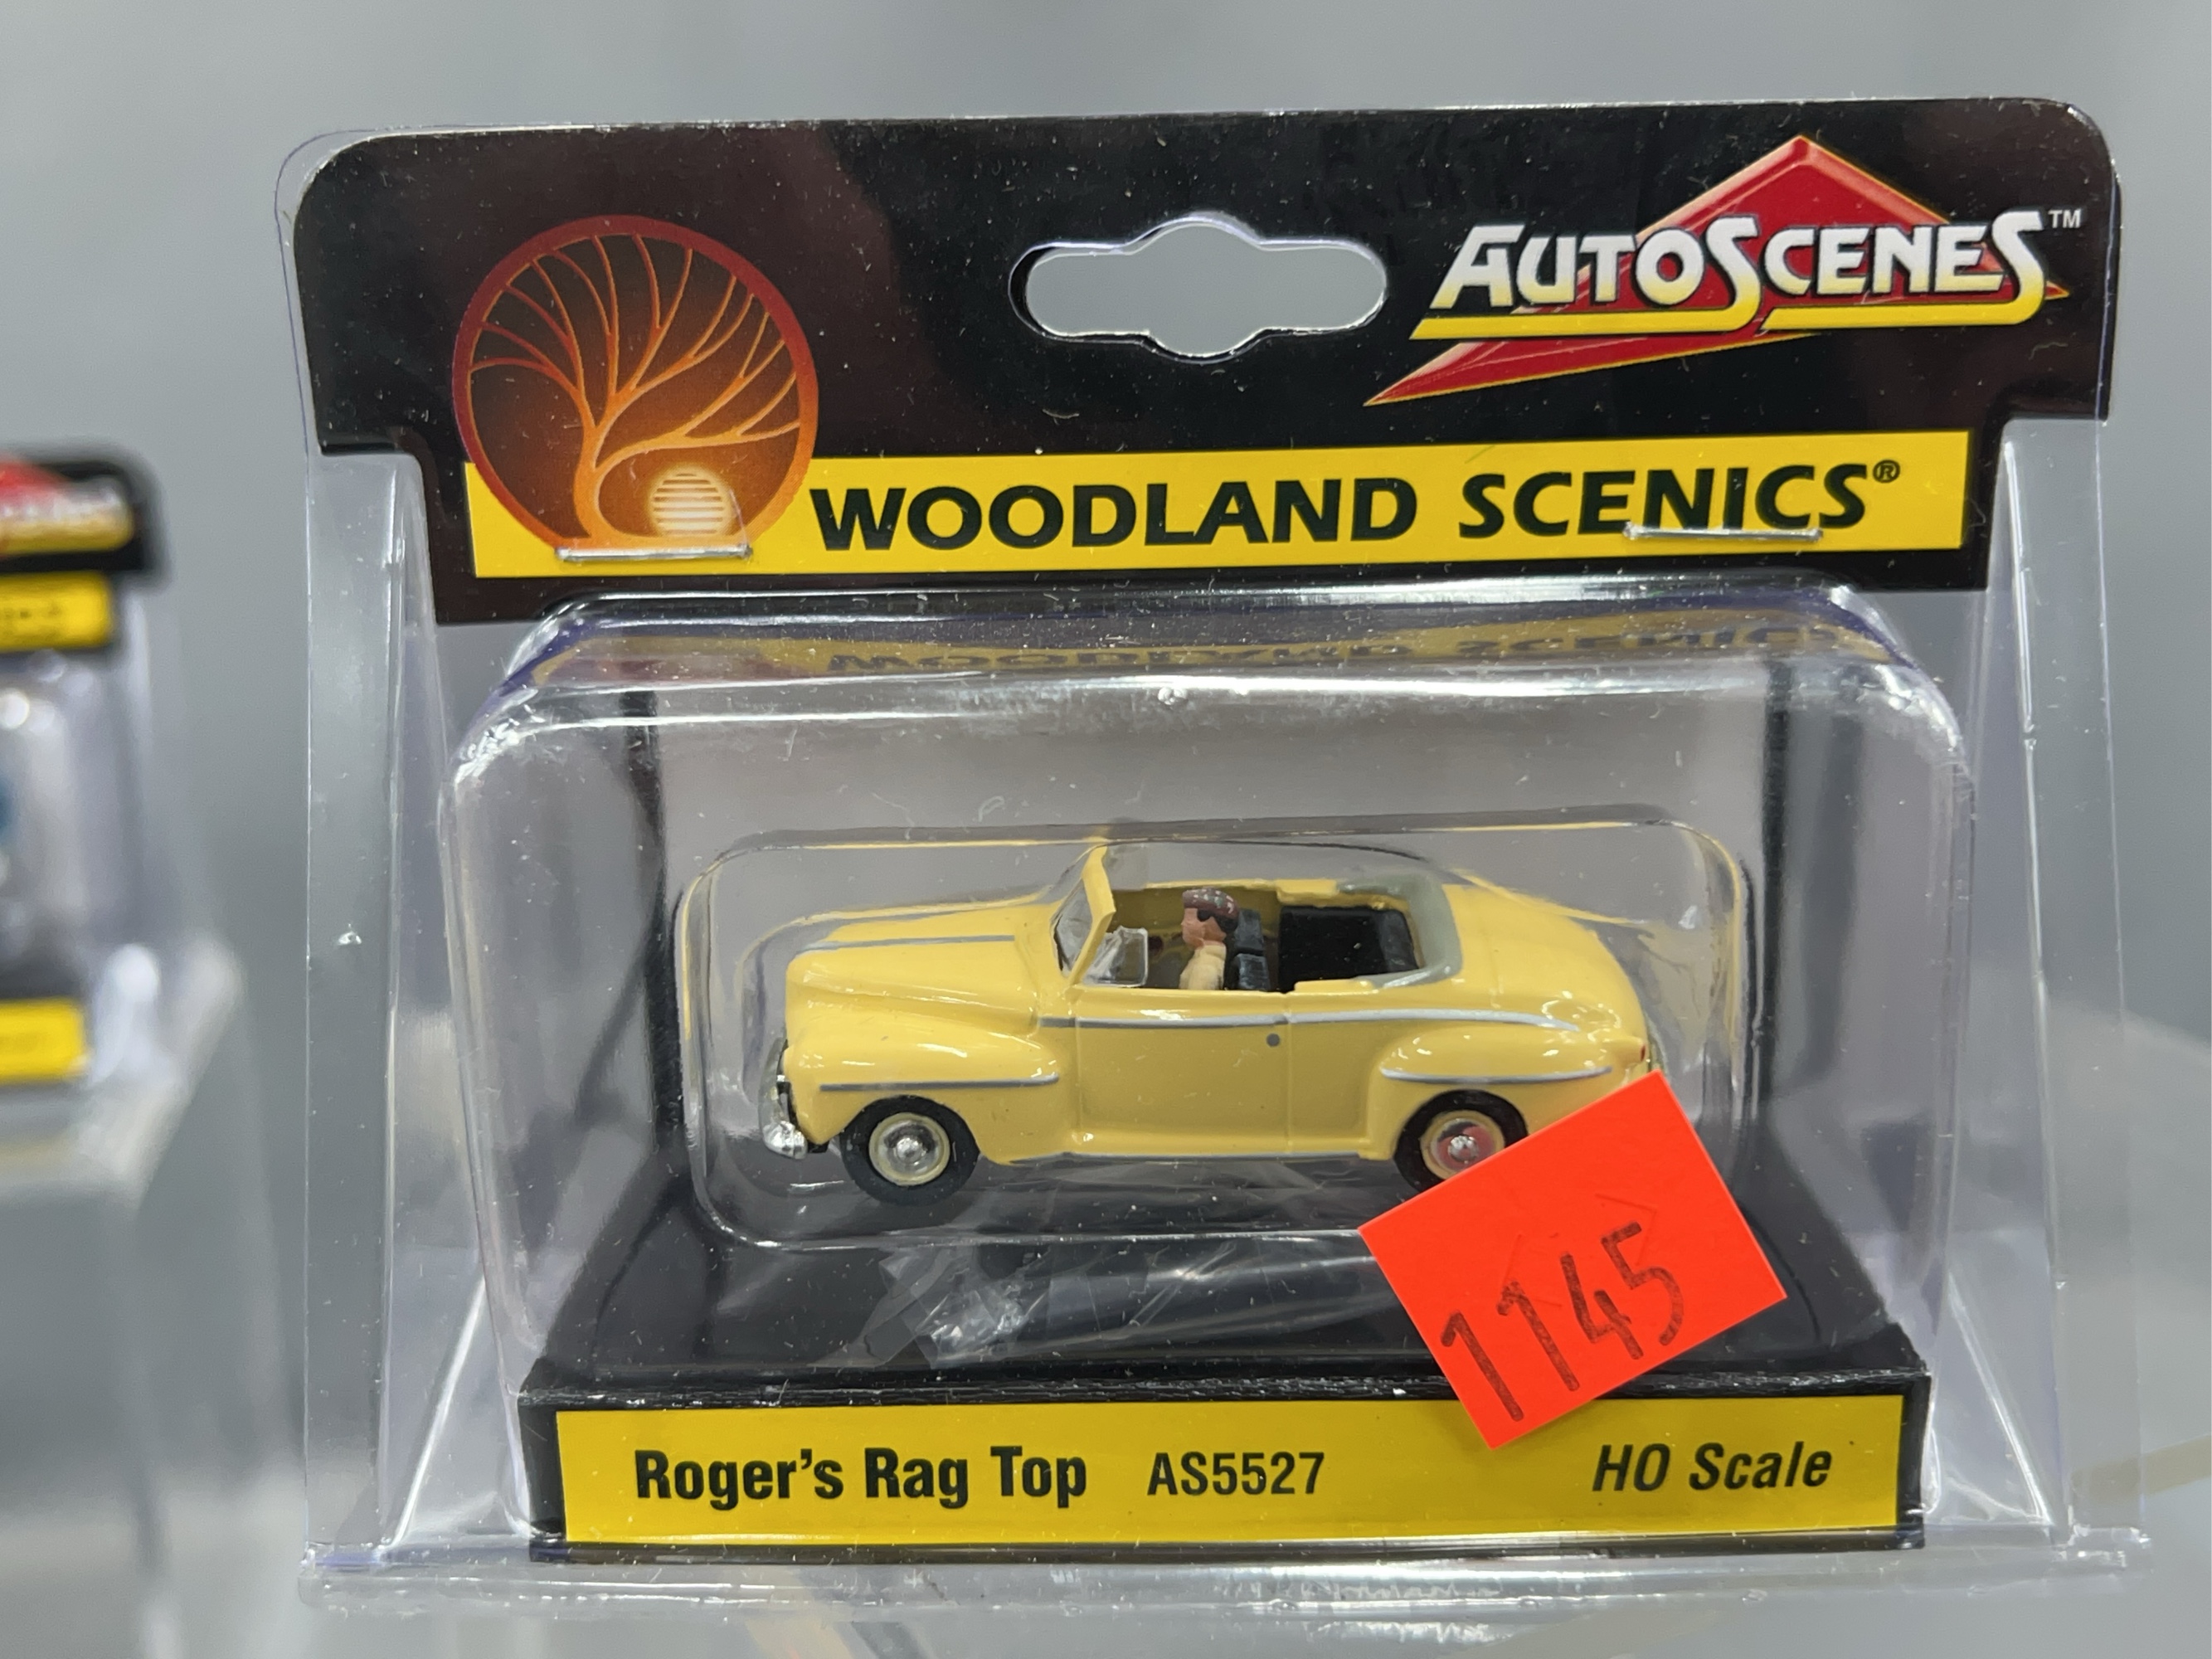 AUTOSCENES™
WOODLAND SCENICS®
1145
Roger's Rag Top AS5527 HO Scale